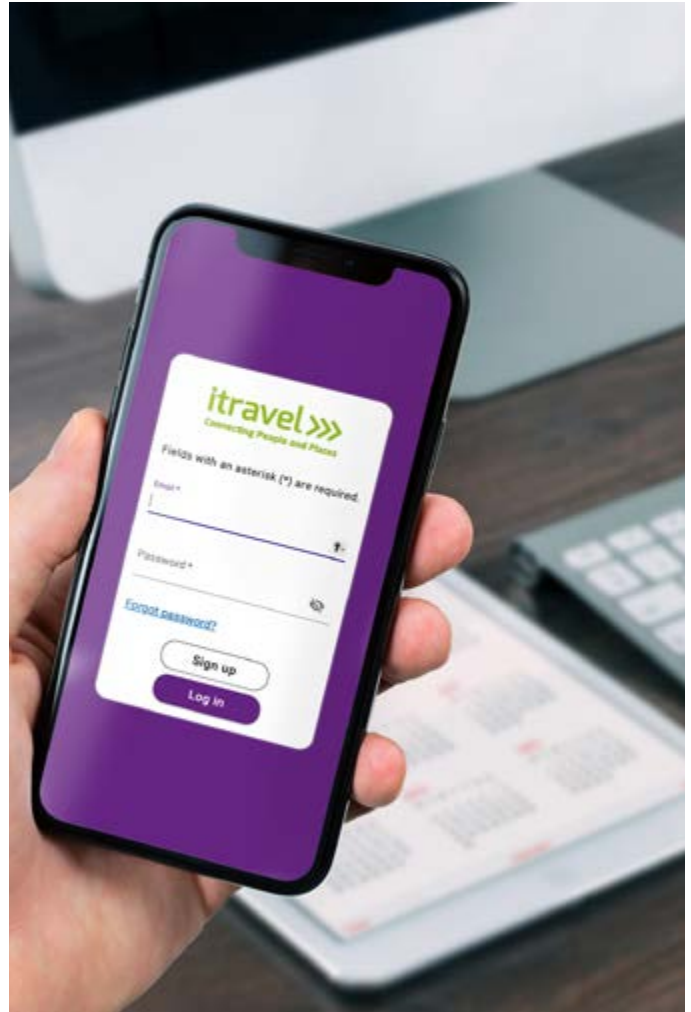 itravel >>>
Connecting People and Places
Fields with an asterisk (*) are required.
Email *
Password *
Forgot password?
Sign up
Log in